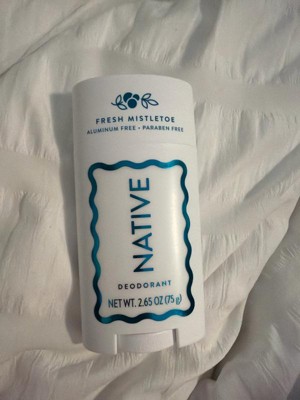 FRESH MISTLETOE
ALUMINUM FREE • PARABEN FREE
NATIVE
DEODORANT
NET WT. 2.65 OZ (75 g)